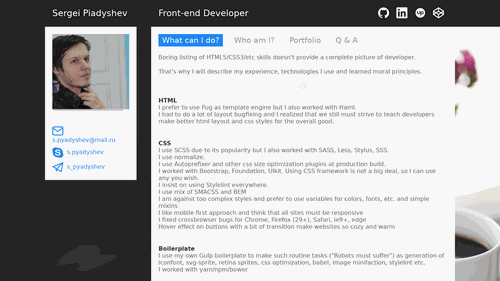 Sergei Piadyshev
Front-end Developer
What can I do?
Who am I?
Portfolio
Q & A
s.pyadyshev@mail.ru
s.pyadyshev
s_pyadyshev
Boring listing of HTML5/CSS3/etc skills doesn't provide a complete picture of developer.
That's why I will describe my experience, technologies I use and learned moral principles.
HTML
I prefer to use Pug as template engine but I also worked with Haml.
I had to do a lot of layout bugfixing and I realized that we still must strive to teach developers
make better html layout and css styles for the overall good.
CSS
I use SCSS due to its popularity but I also worked with SASS, Less, Stylus, SSS.
I use normalize.
I use Autoprefixer and other css size optimization plugins at production build.
I worked with Bootstrap, Foundation, UIkit. Using CSS framework is not a big deal, so I can use
any you wish.
I insist on using Stylelint everywhere.
I use mix of SMACSS and BEM
I am against too complex styles and prefer to use variables for colors, fonts, etc. and simple
mixins
I like mobile first approach and think that all sites must be responsive
I fixed crossbrowser bugs for Chrome, Firefox (29+), Safari, ie9+, edge
Hover effect on buttons with a bit of transition make websites so cozy and warm
Boilerplate
I use my own Gulp boilerplate to make such routine tasks ("Robots must suffer") as generation of
iconfont, svg-sprite, retina sprites, css optimization, babel, image minifaction, stylelint etc.
I worked with yarn/npm/bower